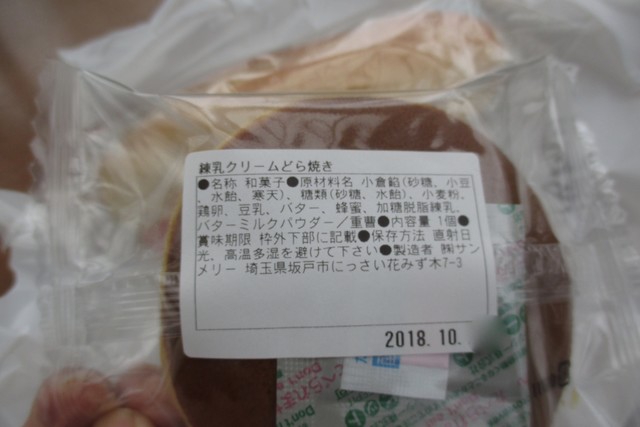 練乳クリームどら焼き
●名称 和菓子●原材料名 小倉餡(砂糖、小豆
、水飴、寒天)、糖類(砂糖、水飴)、小麦粉、
鶏卵、豆乳、バター、蜂蜜、加糖脱脂練乳、
バターミルクパウダー/重曹●内容量 1個●
賞味期限 枠外下部に記載●保存方法 直射日
光、高温多湿を避けて下さい●製造者 ㈱サン
メリー 埼玉県坂戸市にっさい花みず木7-3
2018.10.